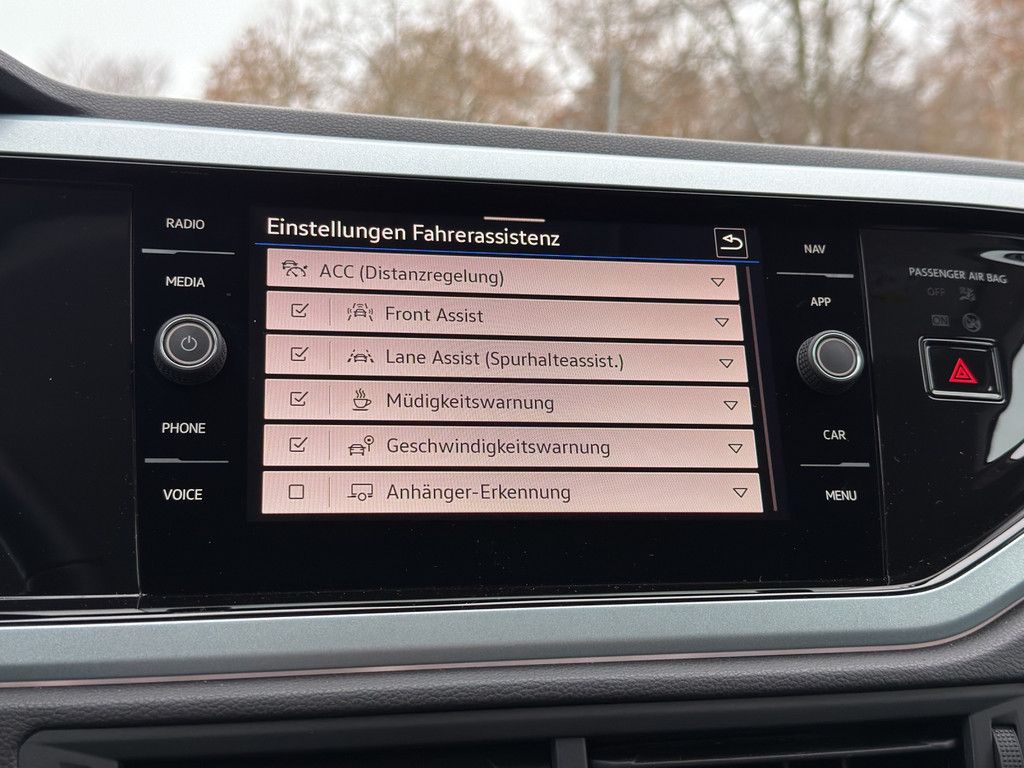 RADIO
MEDIA
PHONE
VOICE
Einstellungen Fahrerassistenz
ACC (Distanzregelung)
Front Assist
Lane Assist (Spurhalteassist.)
Müdigkeitswarnung
Geschwindigkeitswarnung
Anhänger-Erkennung
NAV
APP
CAR
MENU
PASSENGER AIR BAG
OFF
ON